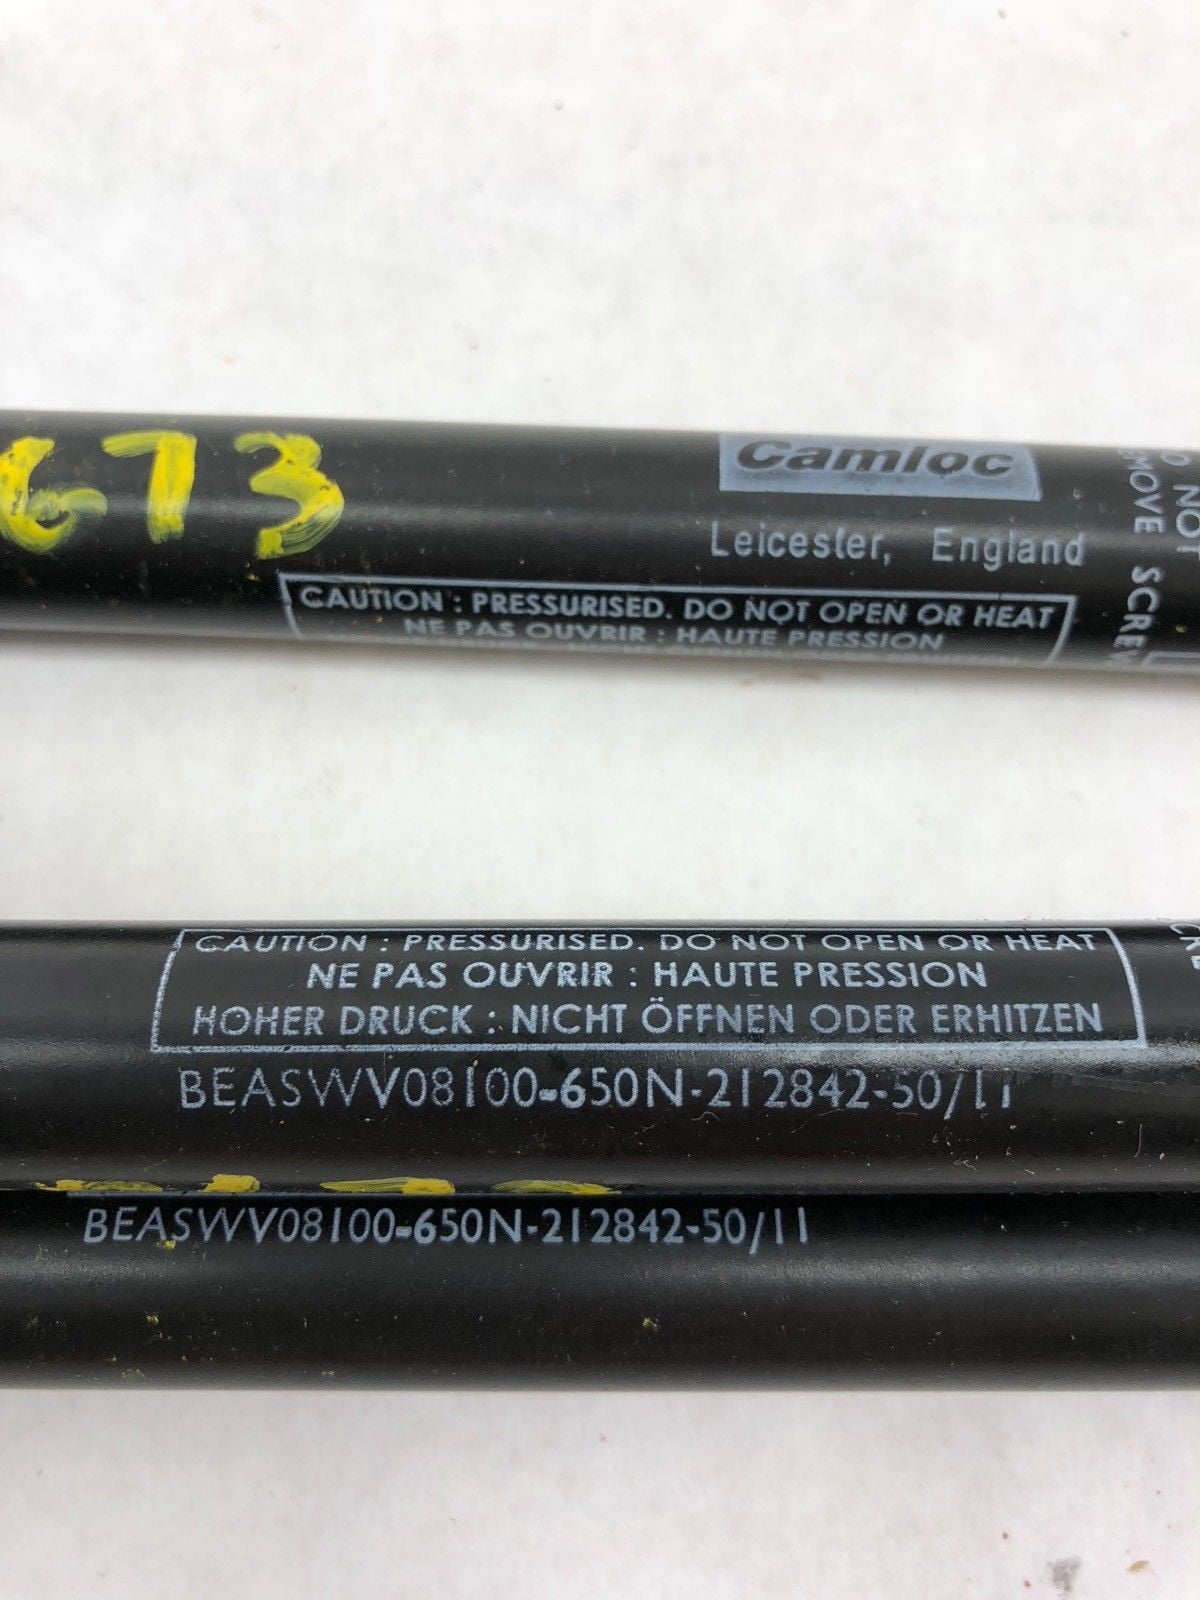 673
Camloc
Leicester, England
CAUTION : PRESSURISED. DO NOT OPEN OR HEAT
NE PAS OUVRIR : HAUTE PRESSION
NOT
SCREW
CAUTION : PRESSURISED. DO NOT OPEN OR HEAT
NE PAS OUVRIR : HAUTE PRESSION
HOHER DRUCK : NICHT ÖFFNEN ODER ERHITZEN
BEASWV08100-650N-212842-50/11
BEASWV08100-650N-212842-50/11